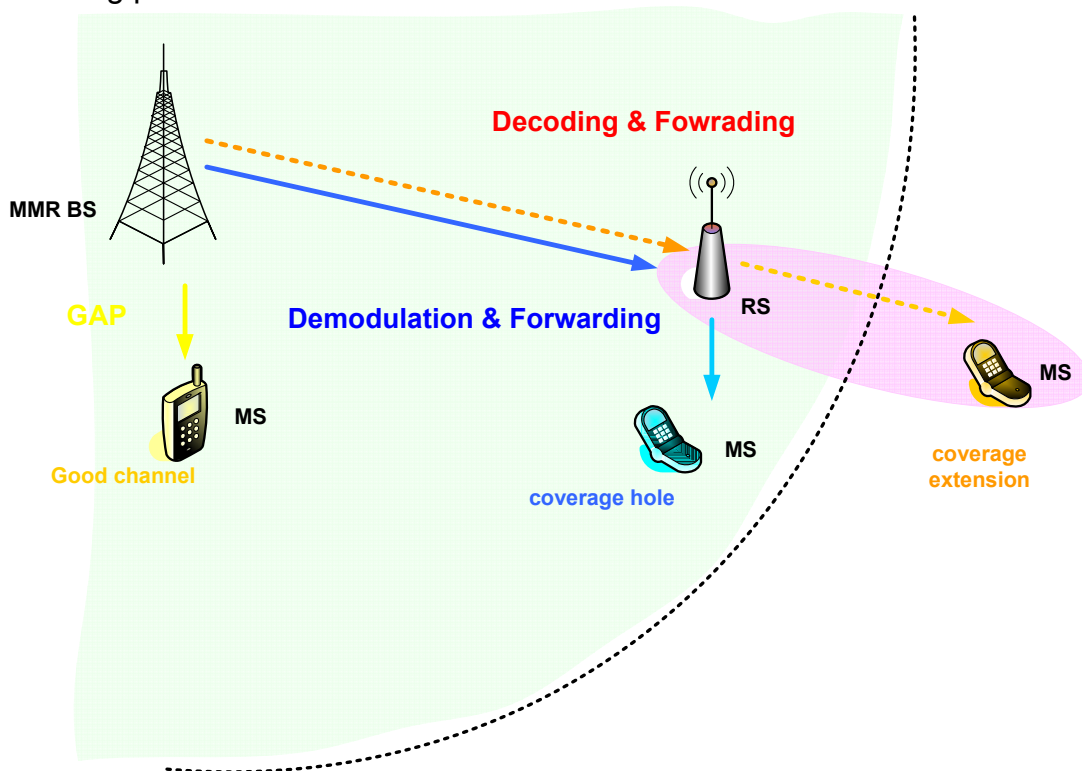 Decoding & Fowrading
MMR BS
RS
GAP
Demodulation & Forwarding
MS
MS
MS
Good channel
coverage hole
coverage
extension